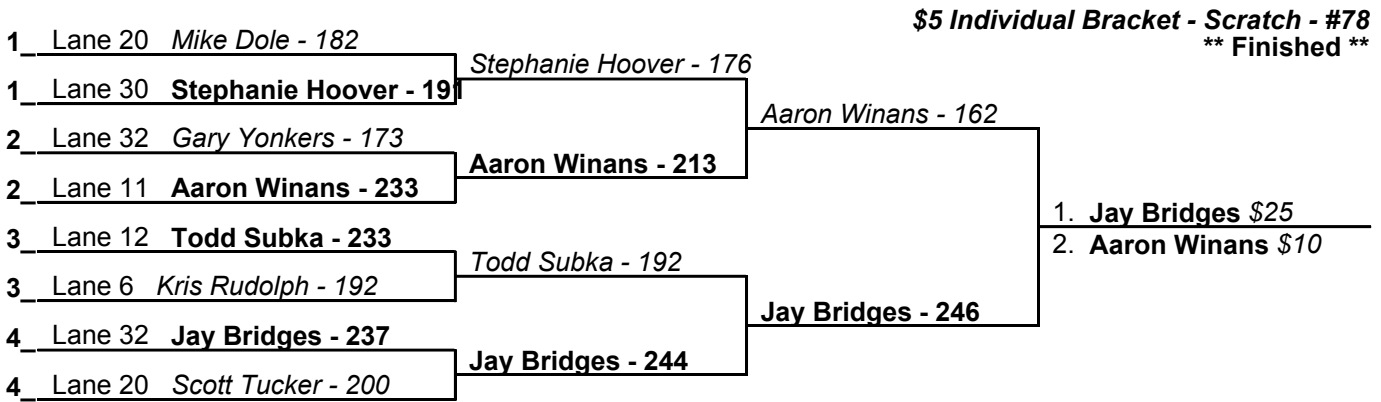 $5 Individual Bracket - Scratch - #78
** Finished **
1_ Lane 20 Mike Dole - 182
1_ Lane 30 Stephanie Hoover - 191
2_ Lane 32 Gary Yonkers - 173
2_ Lane 11 Aaron Winans - 233
3_ Lane 12 Todd Subka - 233
3_ Lane 6 Kris Rudolph - 192
4_ Lane 32 Jay Bridges - 237
4_ Lane 20 Scott Tucker - 200
Stephanie Hoover - 176
Aaron Winans - 213
Todd Subka - 192
Jay Bridges - 244
Aaron Winans - 162
Jay Bridges - 246
1. Jay Bridges $25
2. Aaron Winans $10